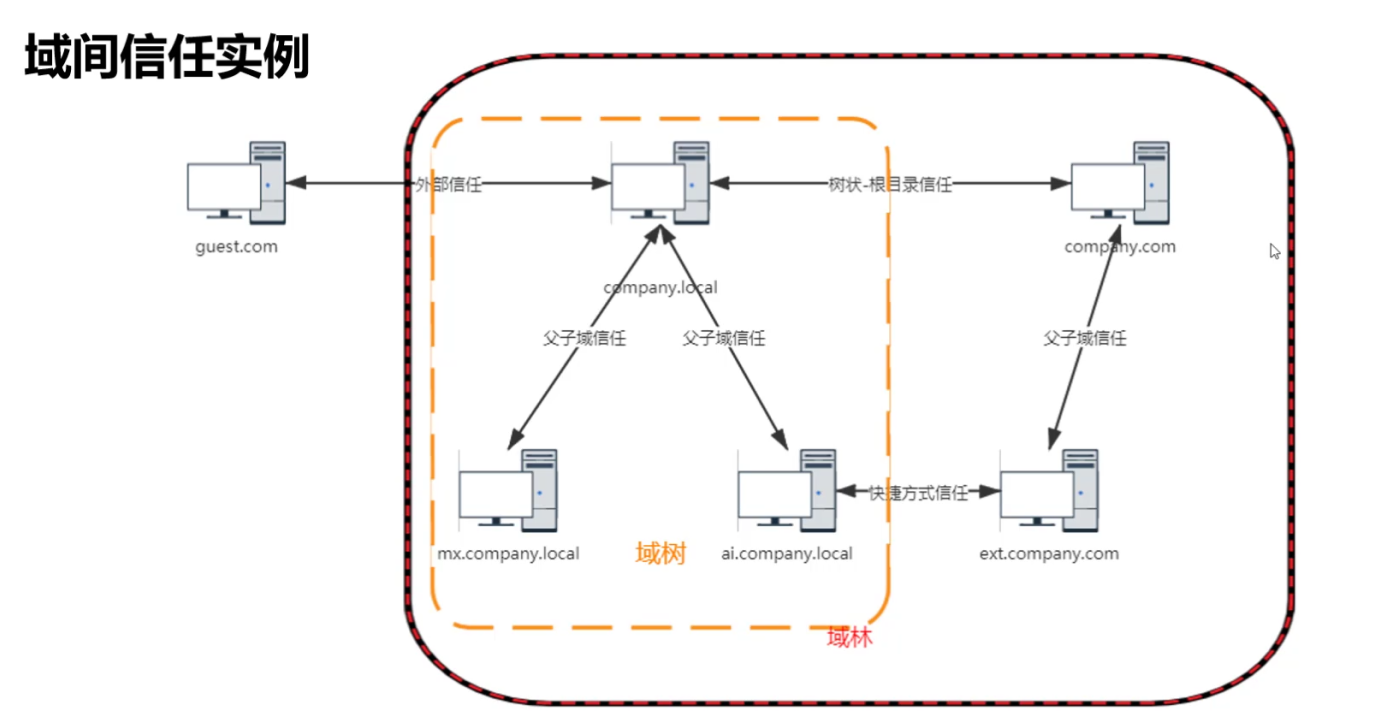 域间信任实例
外部信任
树状-根目录信任
guest.com
company.com
company.local
父子域信任
父子域信任
父子域信任
快捷方式信任
mx.company.local
域树
ai.company.local
ext.company.com
域林